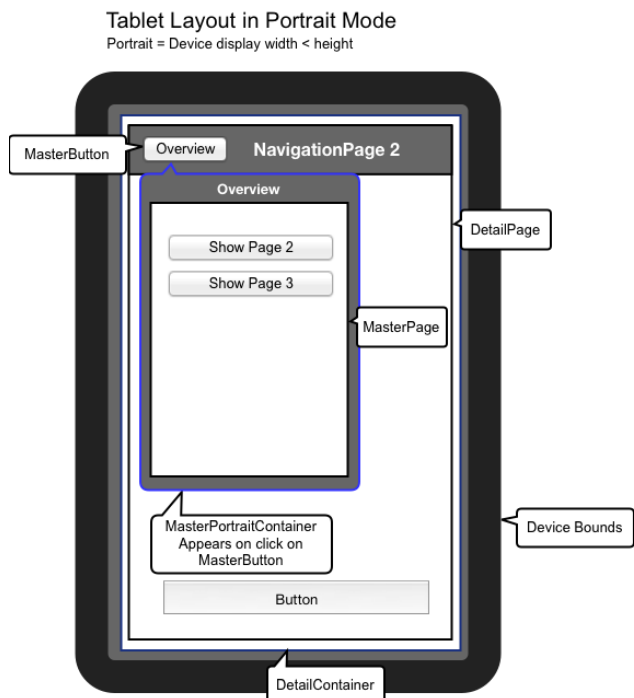 Tablet Layout in Portrait Mode
Portrait = Device display width < height
MasterButton
Overview
NavigationPage 2
Overview
DetailPage
Show Page 2
Show Page 3
MasterPage
MasterPortraitContainer
Appears on click on
MasterButton
Device Bounds
Button
DetailContainer